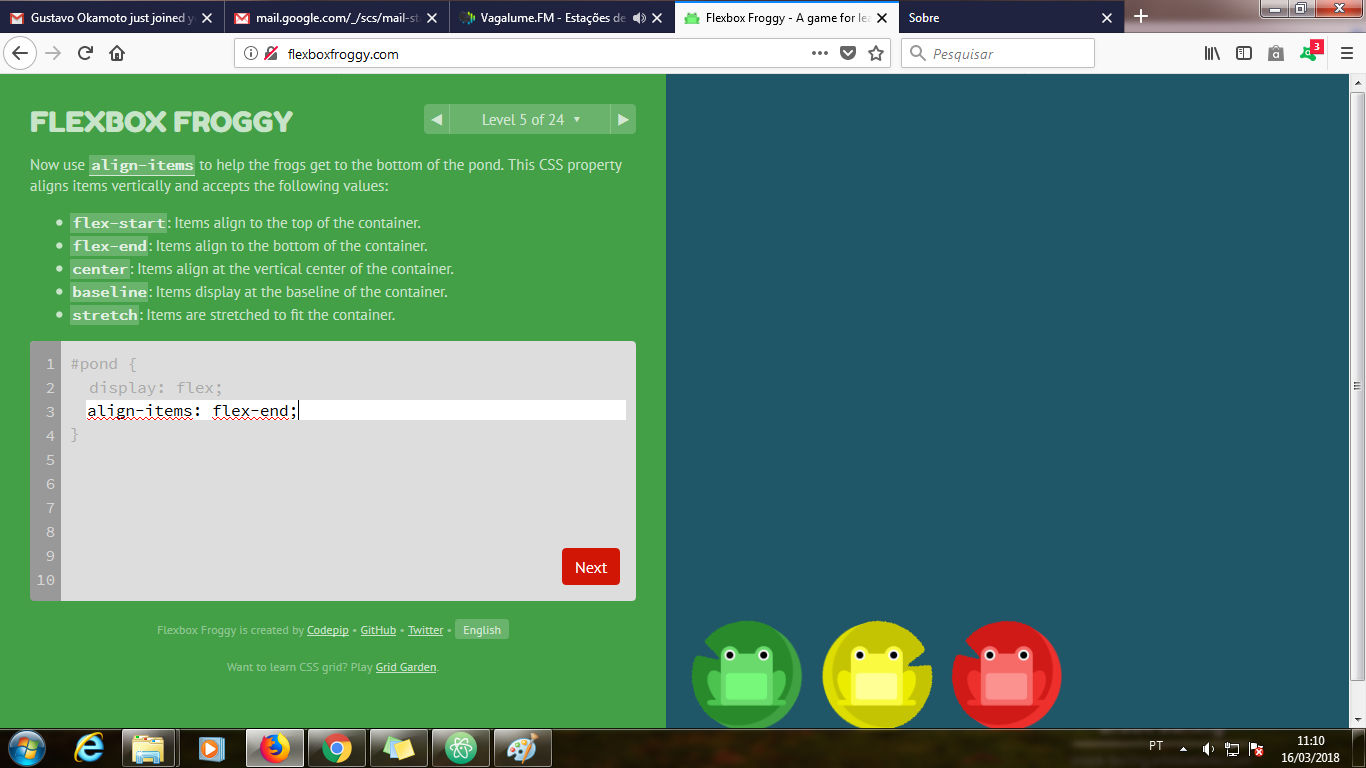 Gustavo Okamoto just joined y
mail.google.com/_/scs/mail-sta
Vagalume.FM - Estações de
Flexbox Froggy - A game for lea
Sobre
flexboxfroggy.com
Pesquisar
3
FLEXBOX FROGGY
Level 5 of 24
Now use align-items to help the frogs get to the bottom of the pond. This CSS property
aligns items vertically and accepts the following values:
flex-start: Items align to the top of the container.
flex-end: Items align to the bottom of the container.
center: Items align at the vertical center of the container.
baseline: Items display at the baseline of the container.
stretch: Items are stretched to fit the container.
1 #pond {
2 display: flex;
3 align-items: flex-end;
4 }
5
6
7
8
9
10
Next
Flexbox Froggy is created by Codepip • GitHub • Twitter • English
Want to learn CSS grid? Play Grid Garden.
PT
11:10
16/03/2018